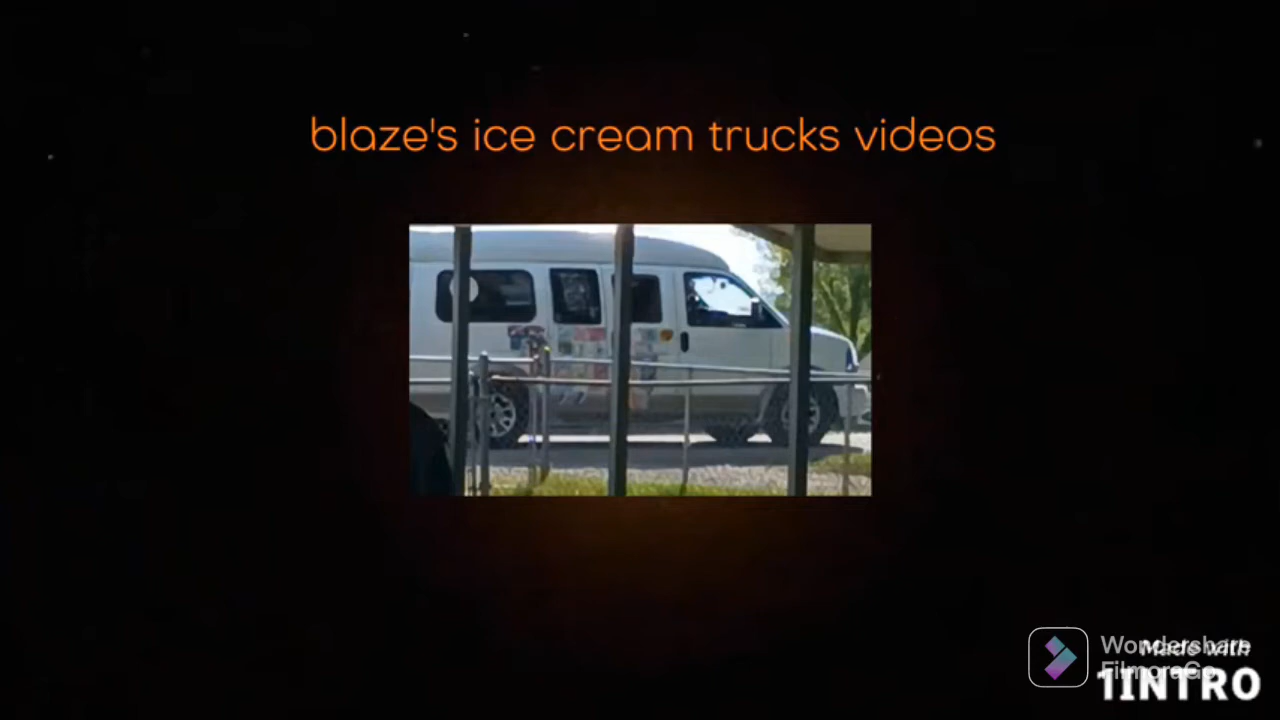 blaze's ice cream trucks videos
Wondershare
Made with
FilmoraGo
1INTRO